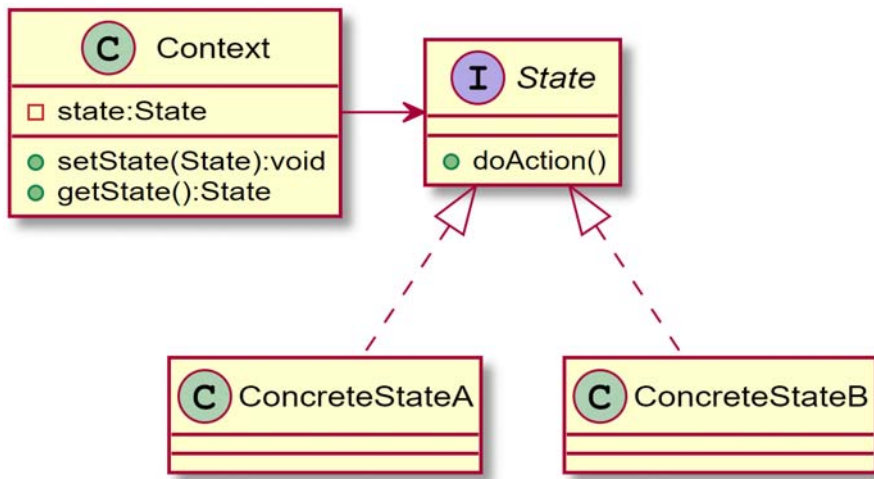 C Context
state:State
setState(State):void
getState():State
I State
doAction()
C ConcreteStateA
C ConcreteStateB